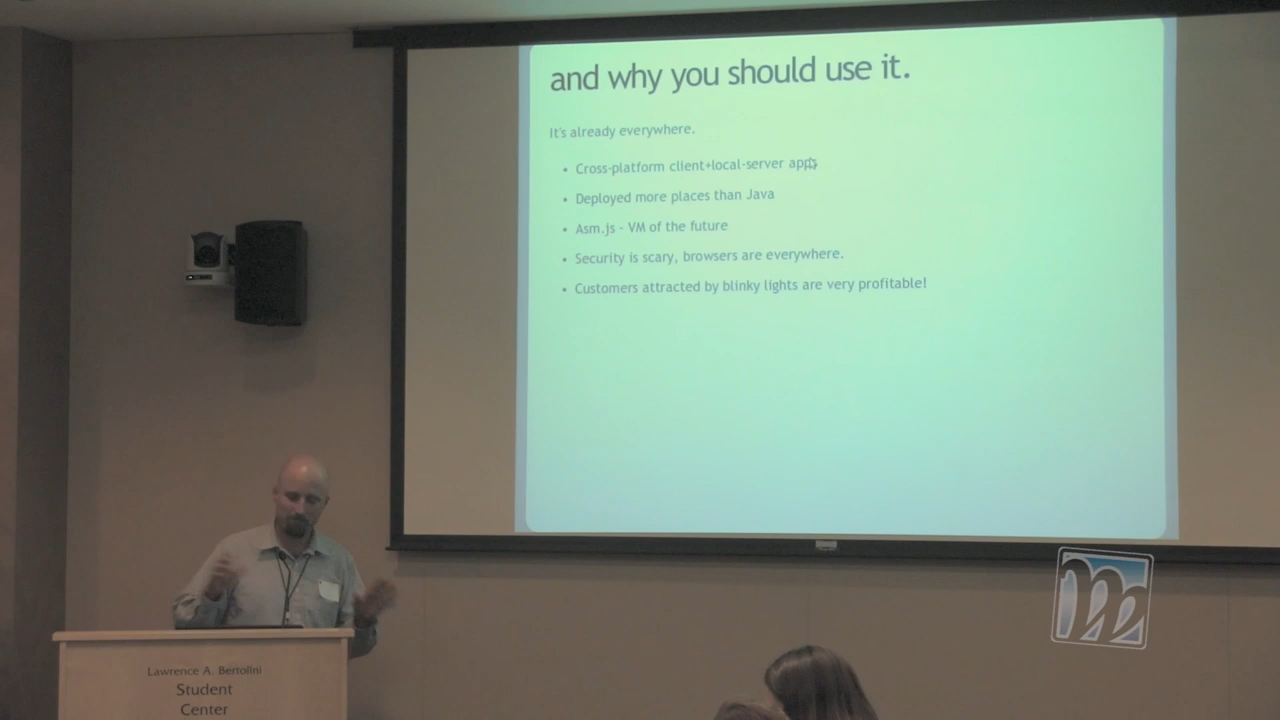 and why you should use it.
It's already everywhere.
• Cross-platform client+local-server apps
• Deployed more places than Java
• Asm.js - VM of the future
• Security is scary, browsers are everywhere.
• Customers attracted by blinky lights are very profitable!
Lawrence A. Bertolini
Student
Center
m